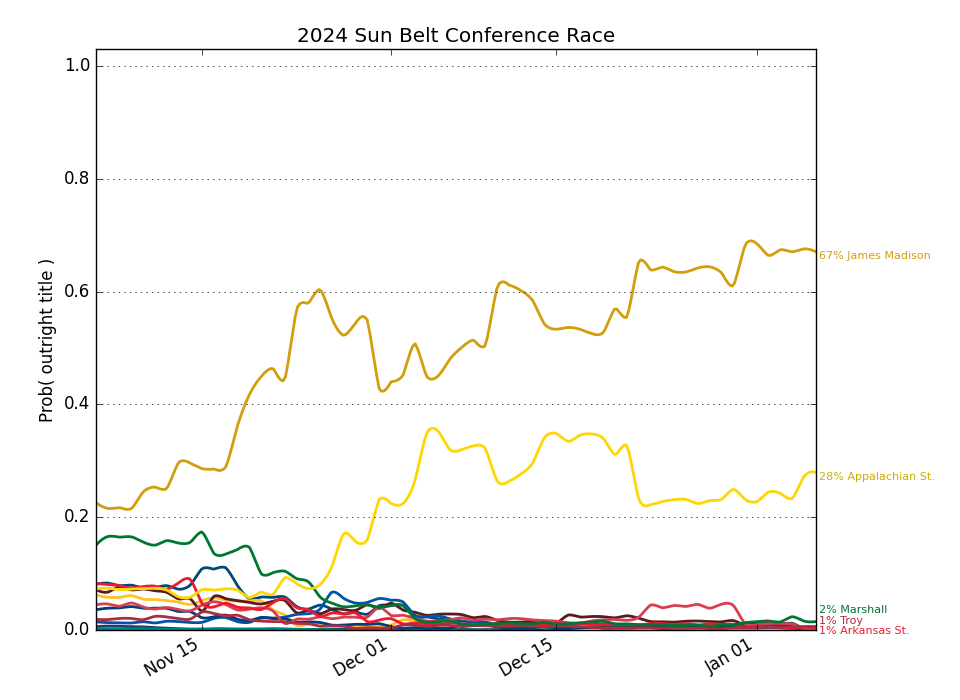 2024 Sun Belt Conference Race
1.0
0.8
0.6
0.4
0.2
0.0
Prob( outright title )
67% James Madison
28% Appalachian St.
2% Marshall
1% Troy
1% Arkansas St.
Nov 15
Dec 01
Dec 15
Jan 01